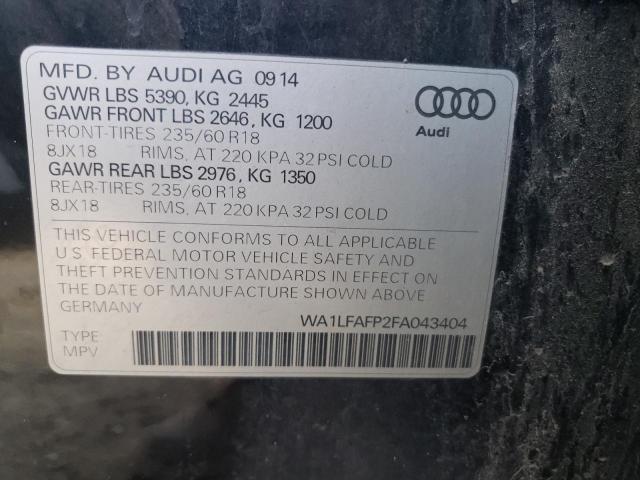 MFD. BY AUDI AG 09 14
GVWR LBS 5390, KG 2445
GAWR FRONT LBS 2646, KG 1200
FRONT-TIRES 235/60 R18
8JX18 RIMS, AT 220 KPA 32 PSI COLD
GAWR REAR LBS 2976, KG 1350
REAR-TIRES 235/60 R18
8JX18 RIMS, AT 220 KPA 32 PSI COLD
Audi
THIS VEHICLE CONFORMS TO ALL APPLICABLE
U.S. FEDERAL MOTOR VEHICLE SAFETY AND
THEFT PREVENTION STANDARDS IN EFFECT ON
THE DATE OF MANUFACTURE SHOWN ABOVE
GERMANY
WA1LFAFP2FA043404
TYPE
MPV